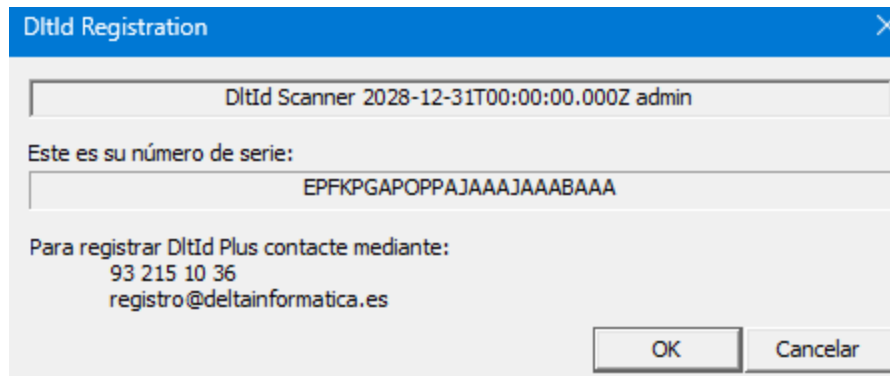 DltId Registration
DltId Scanner 2028-12-31T00:00:00.000Z admin
Este es su número de serie:
EPFKPGAPOPPAJAAAJAAABAAA
Para registrar DltId Plus contacte mediante:
93 215 10 36
registro@deltainformatica.es
OK Cancelar